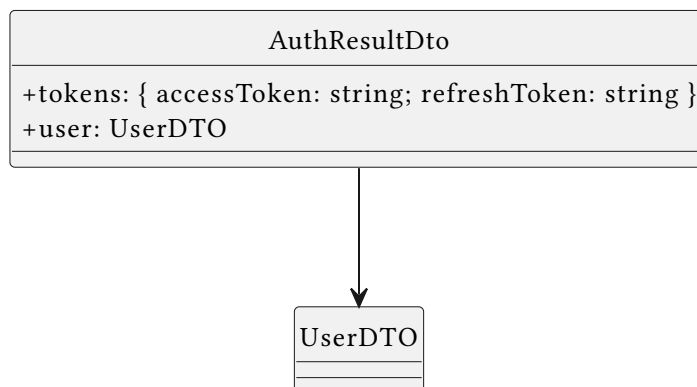 AuthResultDto
+tokens: { accessToken: string; refreshToken: string }
+user: UserDTO
UserDTO